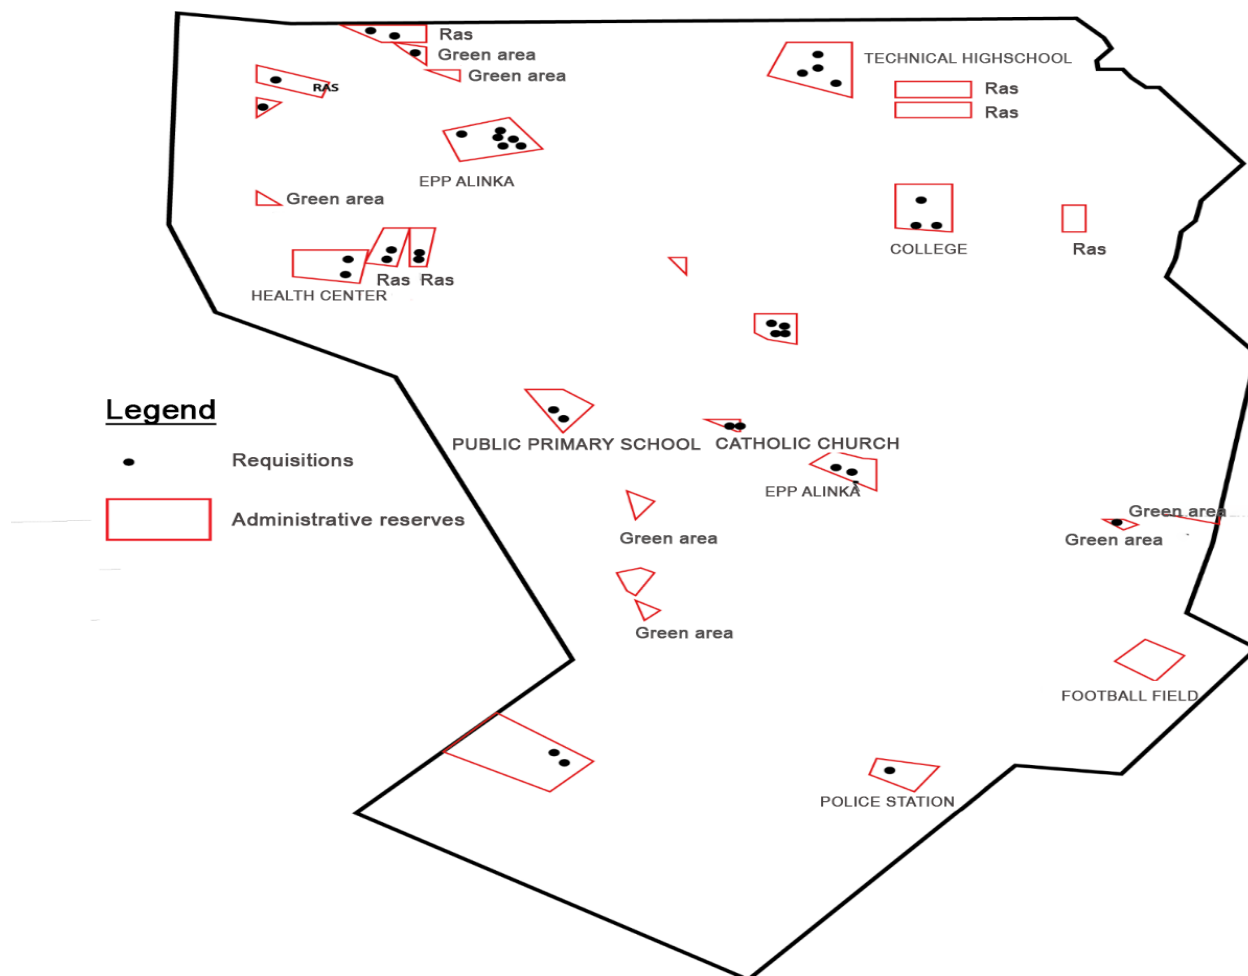 Ras
Green area
TECHNICAL HIGHSCHOOL
Green area
RAS
Ras
Ras
EPP ALINKA
Green area
COLLEGE
Ras
Ras
Ras
HEALTH CENTER
Legend
PUBLIC PRIMARY SCHOOL
CATHOLIC CHURCH
Requisitions
EPP ALINKA
Green area
Administrative reserves
Green area
Green area
Green area
FOOTBALL FIELD
POLICE STATION